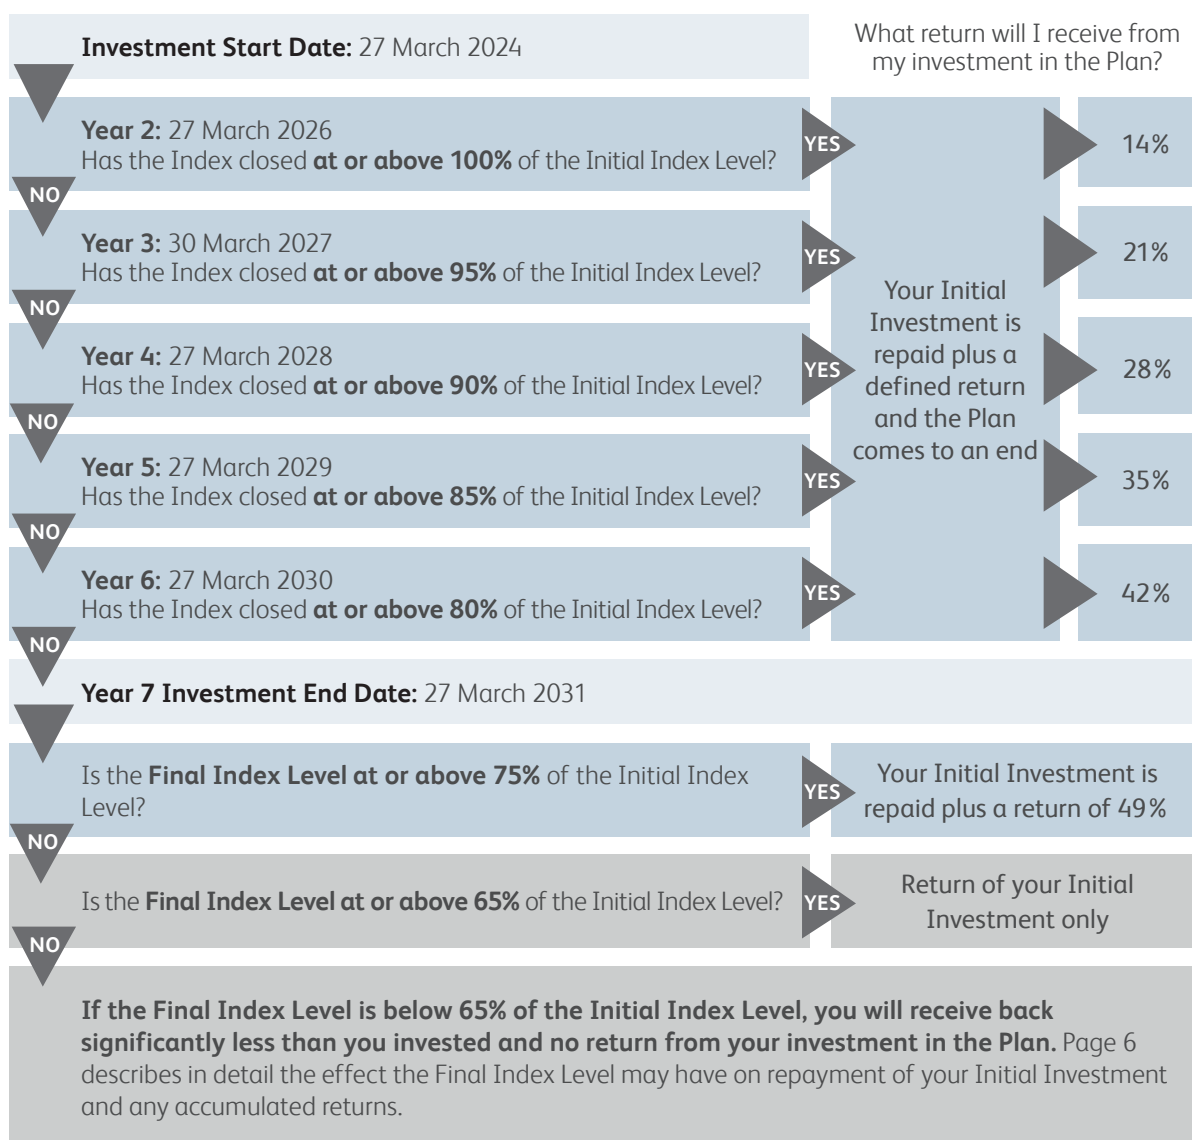 Investment Start Date: 27 March 2024
What return will I receive from
my investment in the Plan?
Year 2: 27 March 2026
Has the Index closed at or above 100% of the Initial Index Level?
YES
14%
NO
Year 3: 30 March 2027
Has the Index closed at or above 95% of the Initial Index Level?
YES
21%
NO
Year 4: 27 March 2028
Has the Index closed at or above 90% of the Initial Index Level?
YES
28%
NO
Year 5: 27 March 2029
Has the Index closed at or above 85% of the Initial Index Level?
YES
35%
NO
Year 6: 27 March 2030
Has the Index closed at or above 80% of the Initial Index Level?
YES
42%
Your Initial
Investment is
repaid plus a
defined return
and the Plan
comes to an end
NO
Year 7 Investment End Date: 27 March 2031
Is the Final Index Level at or above 75% of the Initial Index
Level?
YES
Your Initial Investment is
repaid plus a return of 49%
NO
Is the Final Index Level at or above 65% of the Initial Index Level?
YES
Return of your Initial
Investment only
NO
If the Final Index Level is below 65% of the Initial Index Level, you will receive back
significantly less than you invested and no return from your investment in the Plan. Page 6
describes in detail the effect the Final Index Level may have on repayment of your Initial Investment
and any accumulated returns.